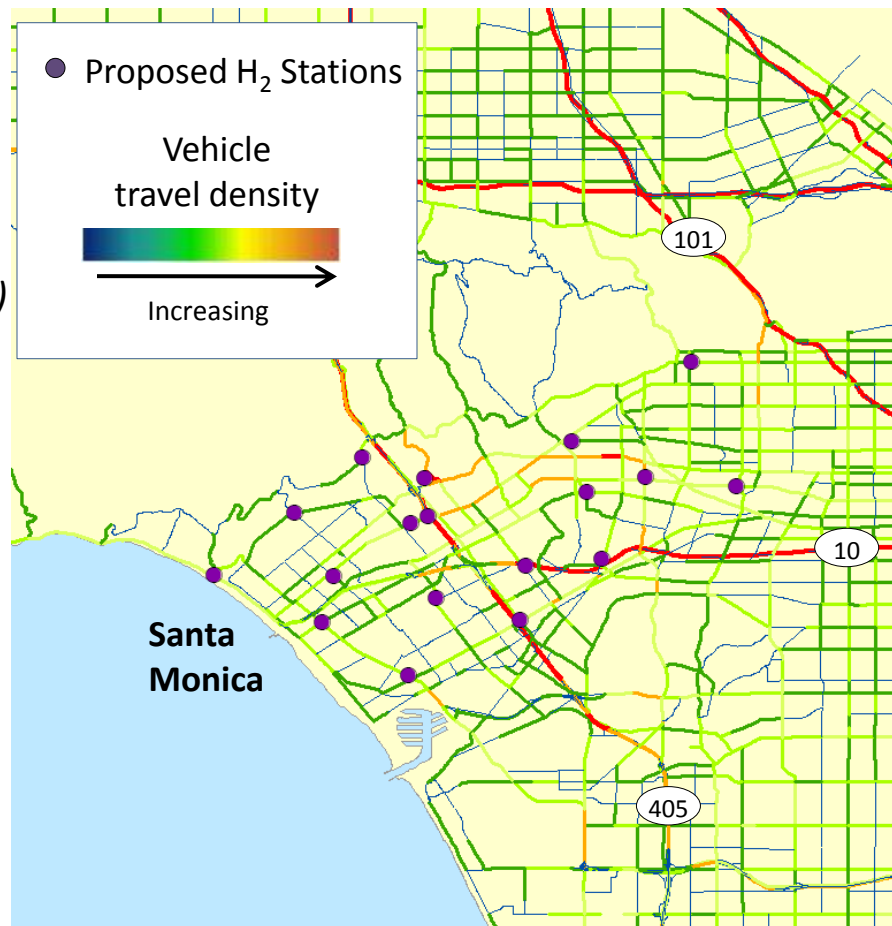 Proposed H₂ Stations
Vehicle
travel density
Increasing
)
101
10
Santa
Monica
405